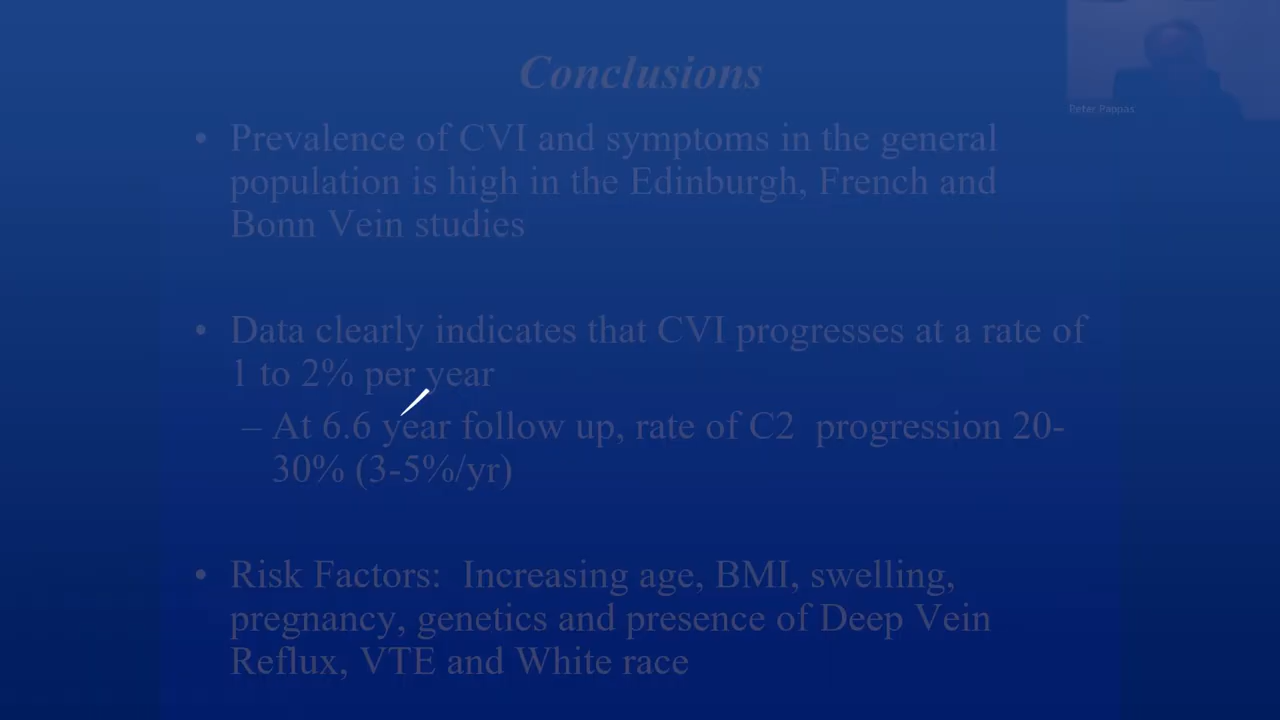 Conclusions
Peter Pappas
• Prevalence of CVI and symptoms in the general
population is high in the Edinburgh, French and
Bonn Vein studies
• Data clearly indicates that CVI progresses at a rate of
1 to 2% per year
– At 6.6 year follow up, rate of C2 progression 20-
30% (3-5%/yr)
• Risk Factors: Increasing age, BMI, swelling,
pregnancy, genetics and presence of Deep Vein
Reflux, VTE and White race